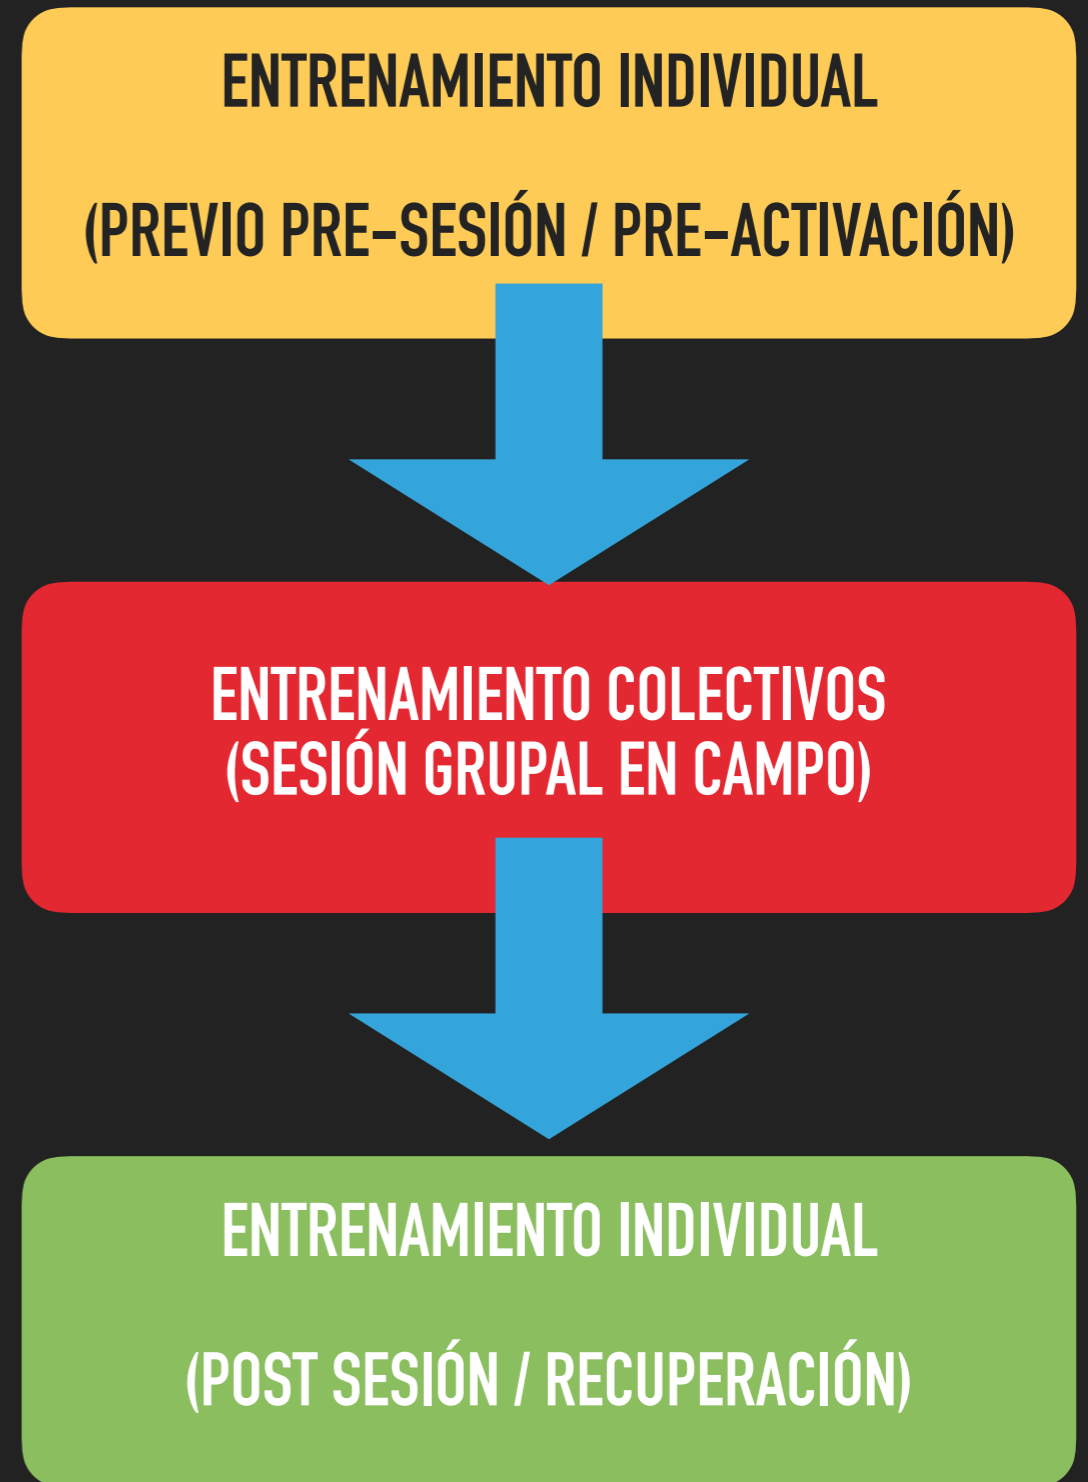 ENTRENAMIENTO INDIVIDUAL
(PREVIO PRE-SESIÓN / PRE-ACTIVACIÓN)
ENTRENAMIENTO COLECTIVOS
(SESIÓN GRUPAL EN CAMPO)
ENTRENAMIENTO INDIVIDUAL
(POST SESIÓN / RECUPERACIÓN)